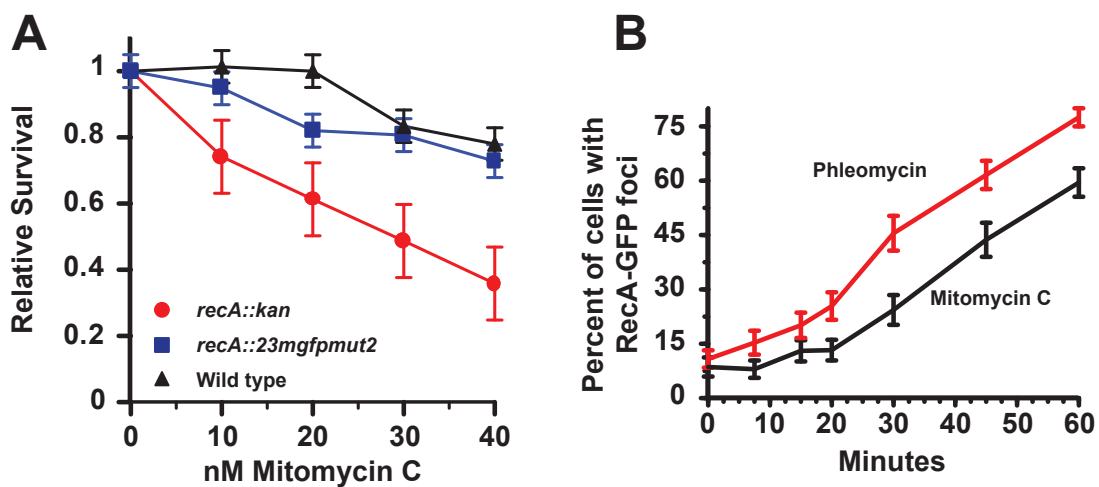 A
Relative Survival
1
0.8
0.6
0.4
0.2
0
recA::kan
recA::23mgfpmut2
Wild type
0 10 20 30 40
nM Mitomycin C
B
Percent of cells with
RecA-GFP foci
75
60
45
30
15
0
Phleomycin
Mitomycin C
0 10 20 30 40 50 60
Minutes